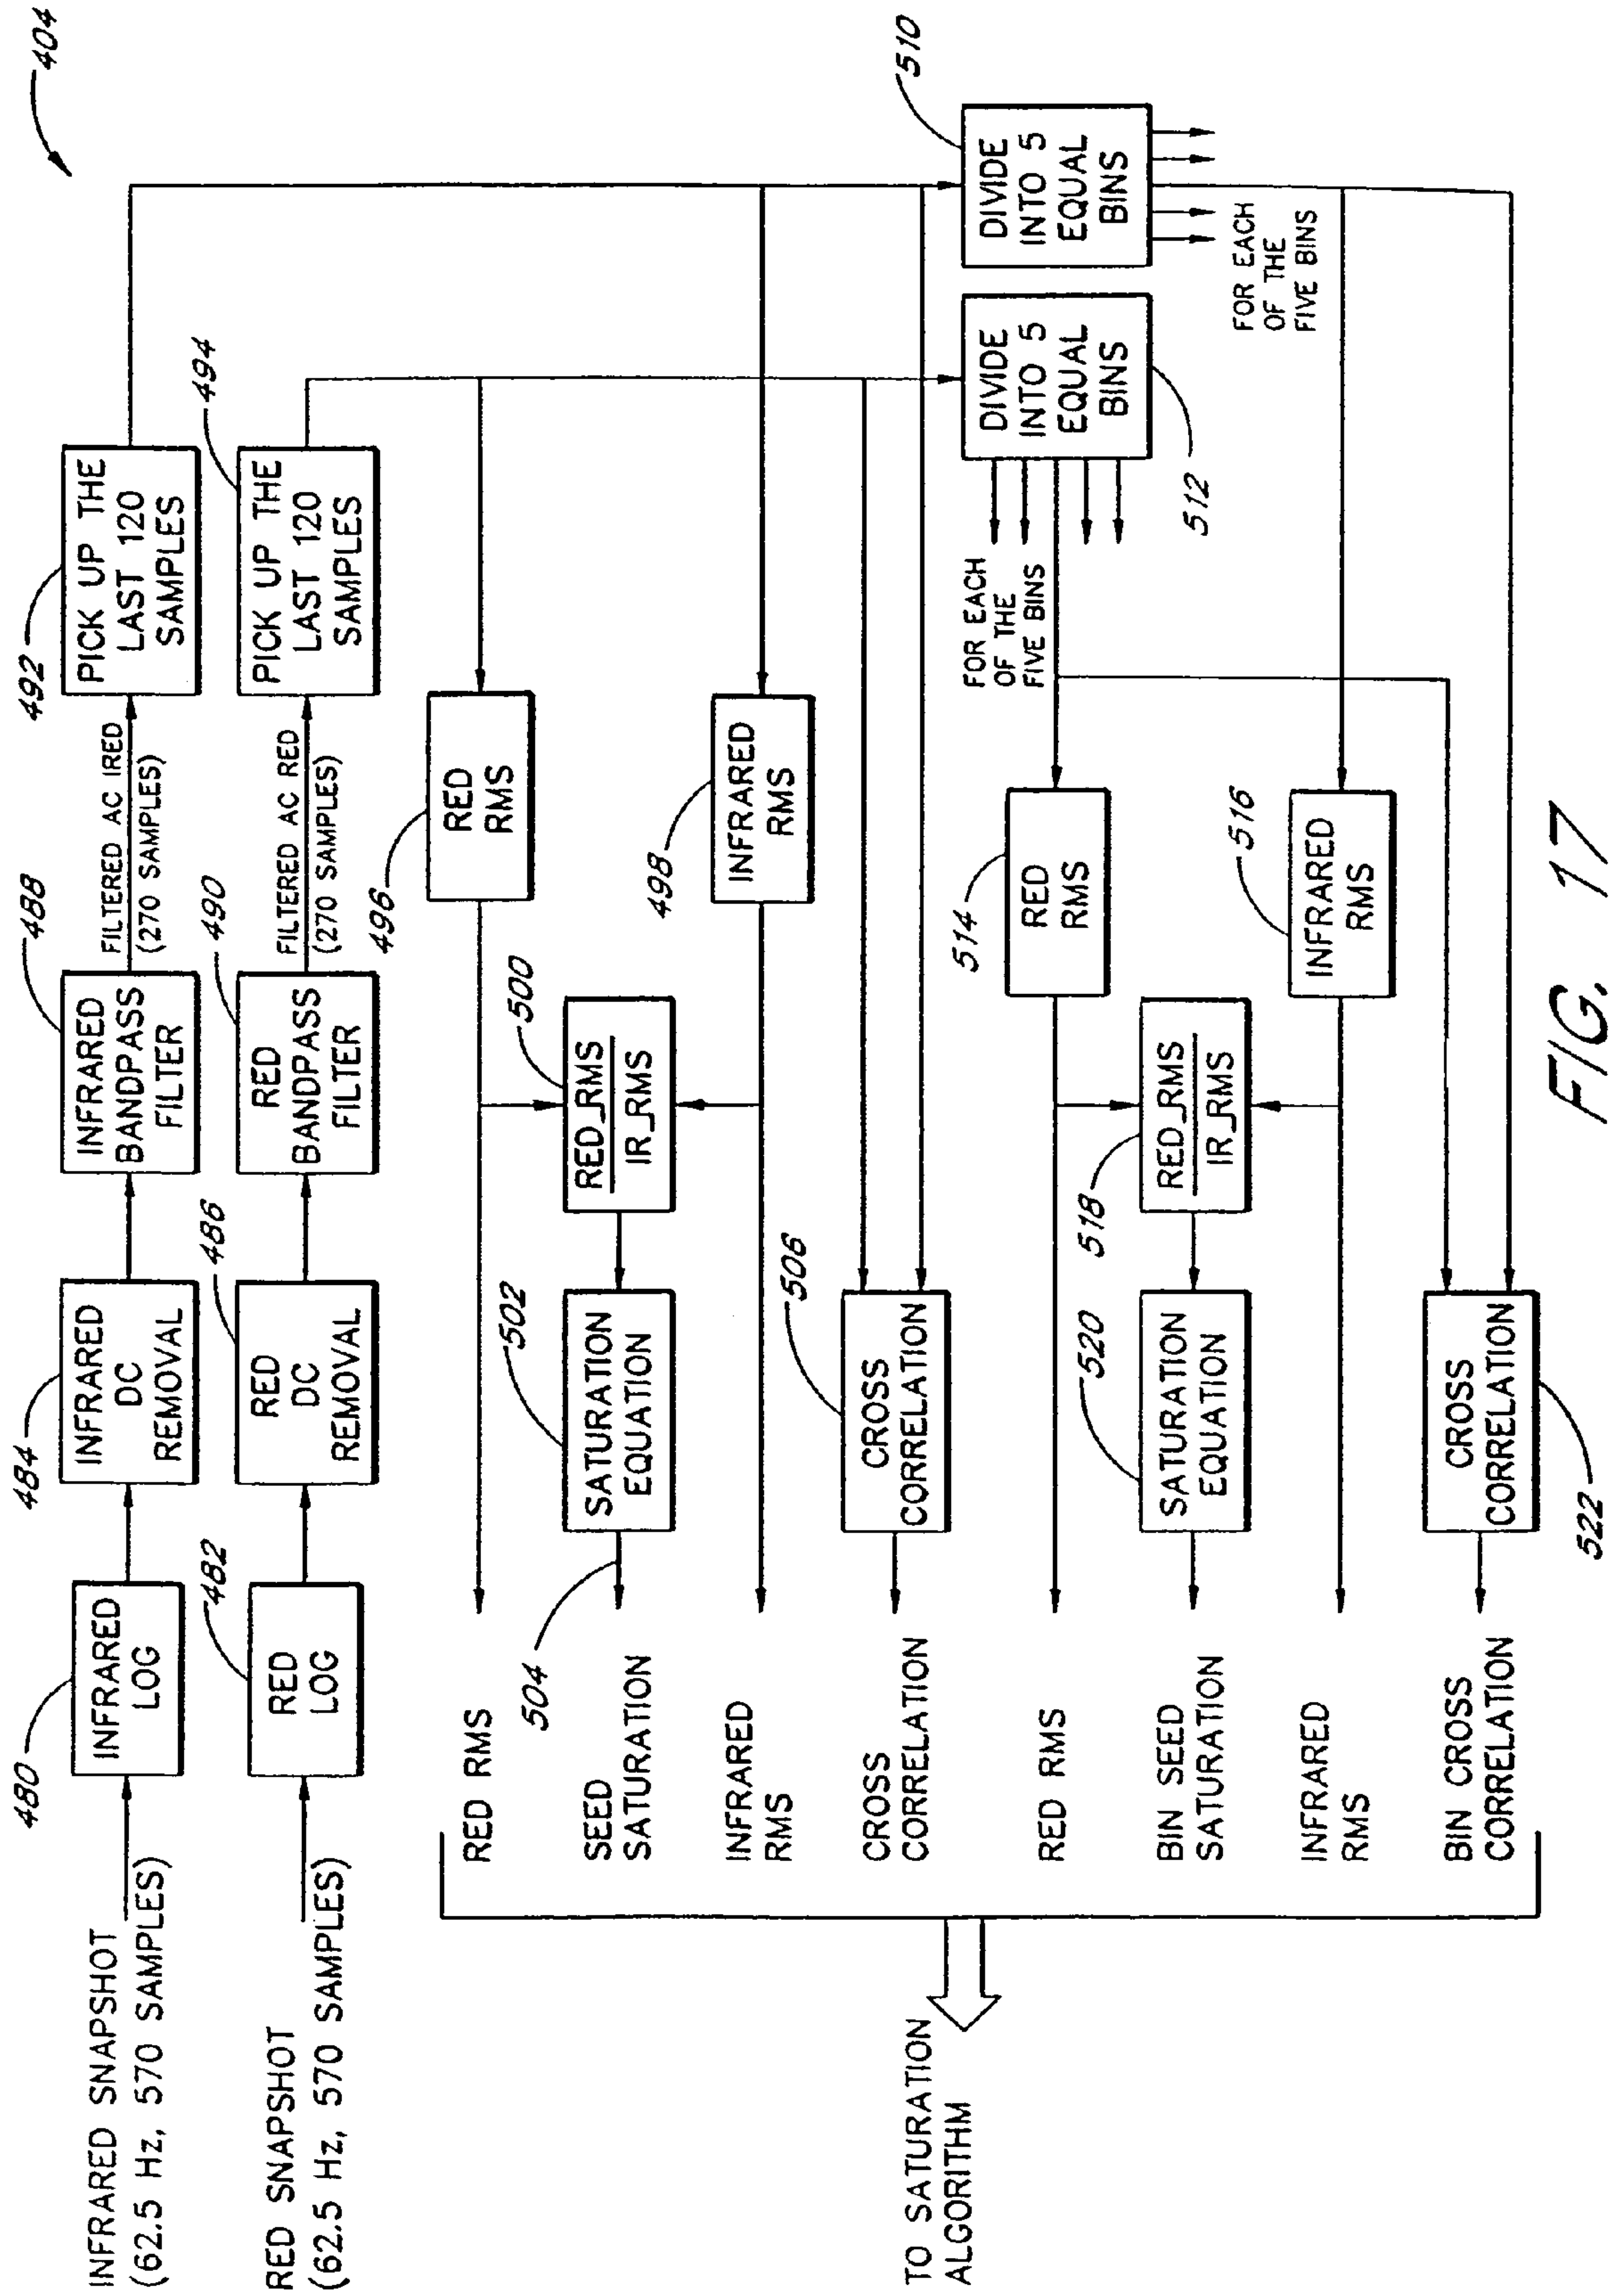 404
INFRARED SNAPSHOT
(62.5 Hz, 570 SAMPLES)
480
INFRARED
LOG
484
INFRARED
DC
REMOVAL
488
INFRARED
BANDPASS
FILTER
FILTERED AC IRED
(270 SAMPLES)
492
PICK UP THE
LAST 120
SAMPLES
RED SNAPSHOT
(62.5 Hz, 570 SAMPLES)
482
RED
LOG
486
RED
DC
REMOVAL
490
RED
BANDPASS
FILTER
FILTERED AC RED
(270 SAMPLES)
494
PICK UP THE
LAST 120
SAMPLES
RED RMS
496
RED
RMS
SEED
SATURATION
504
502
SATURATION
EQUATION
500
RED_RMS
IR_RMS
INFRARED
RMS
498
INFRARED
RMS
CROSS
CORRELATION
506
CROSS
CORRELATION
510
DIVIDE
INTO 5
EQUAL
BINS
512
DIVIDE
INTO 5
EQUAL
BINS
FOR EACH
OF THE
FIVE BINS
FOR EACH
OF THE
FIVE BINS
RED RMS
514
RED
RMS
BIN SEED
SATURATION
520
SATURATION
EQUATION
518
RED_RMS
IR_RMS
INFRARED
RMS
516
INFRARED
RMS
BIN CROSS
CORRELATION
522
CROSS
CORRELATION
TO SATURATION
ALGORITHM
FIG. 17